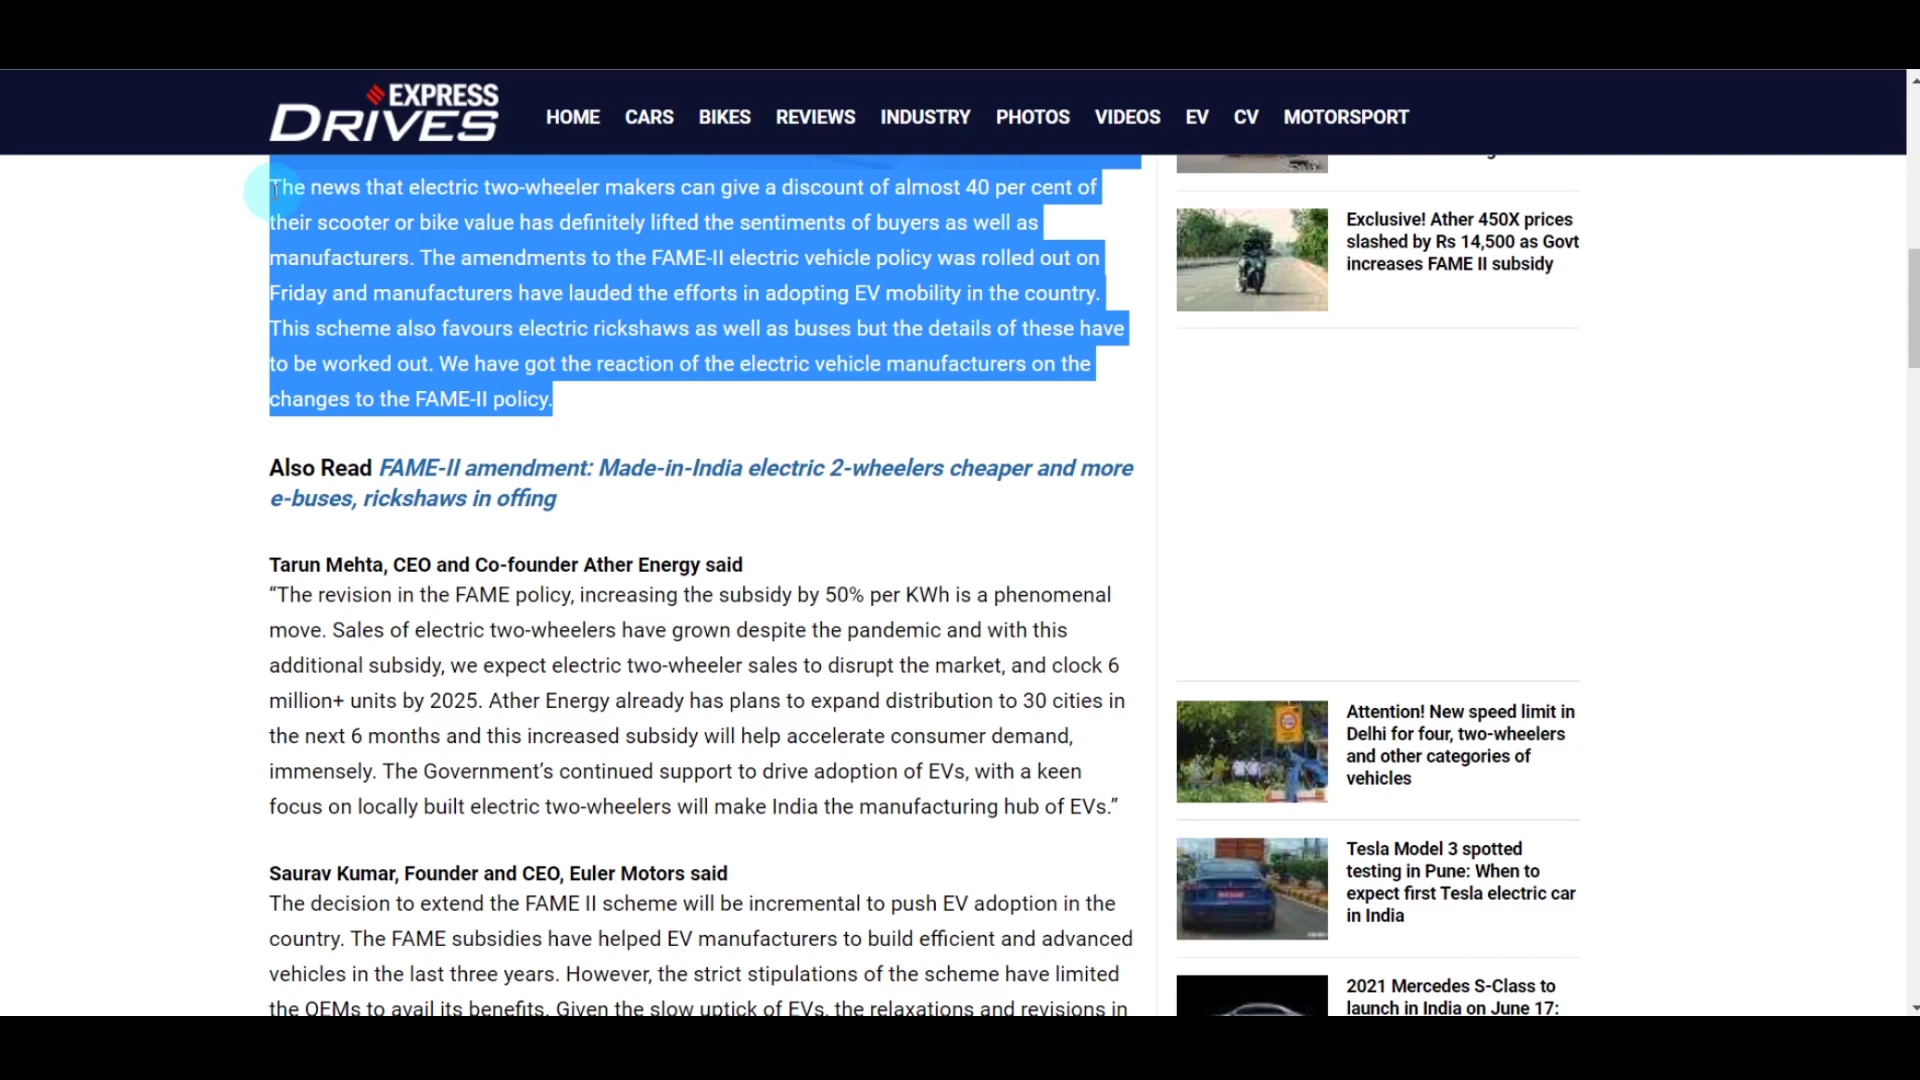 EXPRESS
DRIVES
HOME CARS BIKES REVIEWS INDUSTRY PHOTOS VIDEOS EV CV MOTORSPORT
The news that electric two-wheeler makers can give a discount of almost 40 per cent of
their scooter or bike value has definitely lifted the sentiments of buyers as well as
manufacturers. The amendments to the FAME-II electric vehicle policy was rolled out on
Friday and manufacturers have lauded the efforts in adopting EV mobility in the country.
This scheme also favours electric rickshaws as well as buses but the details of these have
to be worked out. We have got the reaction of the electric vehicle manufacturers on the
changes to the FAME-II policy.
Also Read FAME-II amendment: Made-in-India electric 2-wheelers cheaper and more
e-buses, rickshaws in offing
Tarun Mehta, CEO and Co-founder Ather Energy said
“The revision in the FAME policy, increasing the subsidy by 50% per KWh is a phenomenal
move. Sales of electric two-wheelers have grown despite the pandemic and with this
additional subsidy, we expect electric two-wheeler sales to disrupt the market, and clock 6
million+ units by 2025. Ather Energy already has plans to expand distribution to 30 cities in
the next 6 months and this increased subsidy will help accelerate consumer demand,
immensely. The Government’s continued support to drive adoption of EVs, with a keen
focus on locally built electric two-wheelers will make India the manufacturing hub of EVs.”
Saurav Kumar, Founder and CEO, Euler Motors said
The decision to extend the FAME II scheme will be incremental to push EV adoption in the
country. The FAME subsidies have helped EV manufacturers to build efficient and advanced
vehicles in the last three years. However, the strict stipulations of the scheme have limited
the OEMs to avail its benefits. Given the slow uptick of EVs, the relaxations and revisions in
Exclusive! Ather 450X prices
slashed by Rs 14,500 as Govt
increases FAME II subsidy
Attention! New speed limit in
Delhi for four, two-wheelers
and other categories of
vehicles
Tesla Model 3 spotted
testing in Pune: When to
expect first Tesla electric car
in India
2021 Mercedes S-Class to
launch in India on June 17: